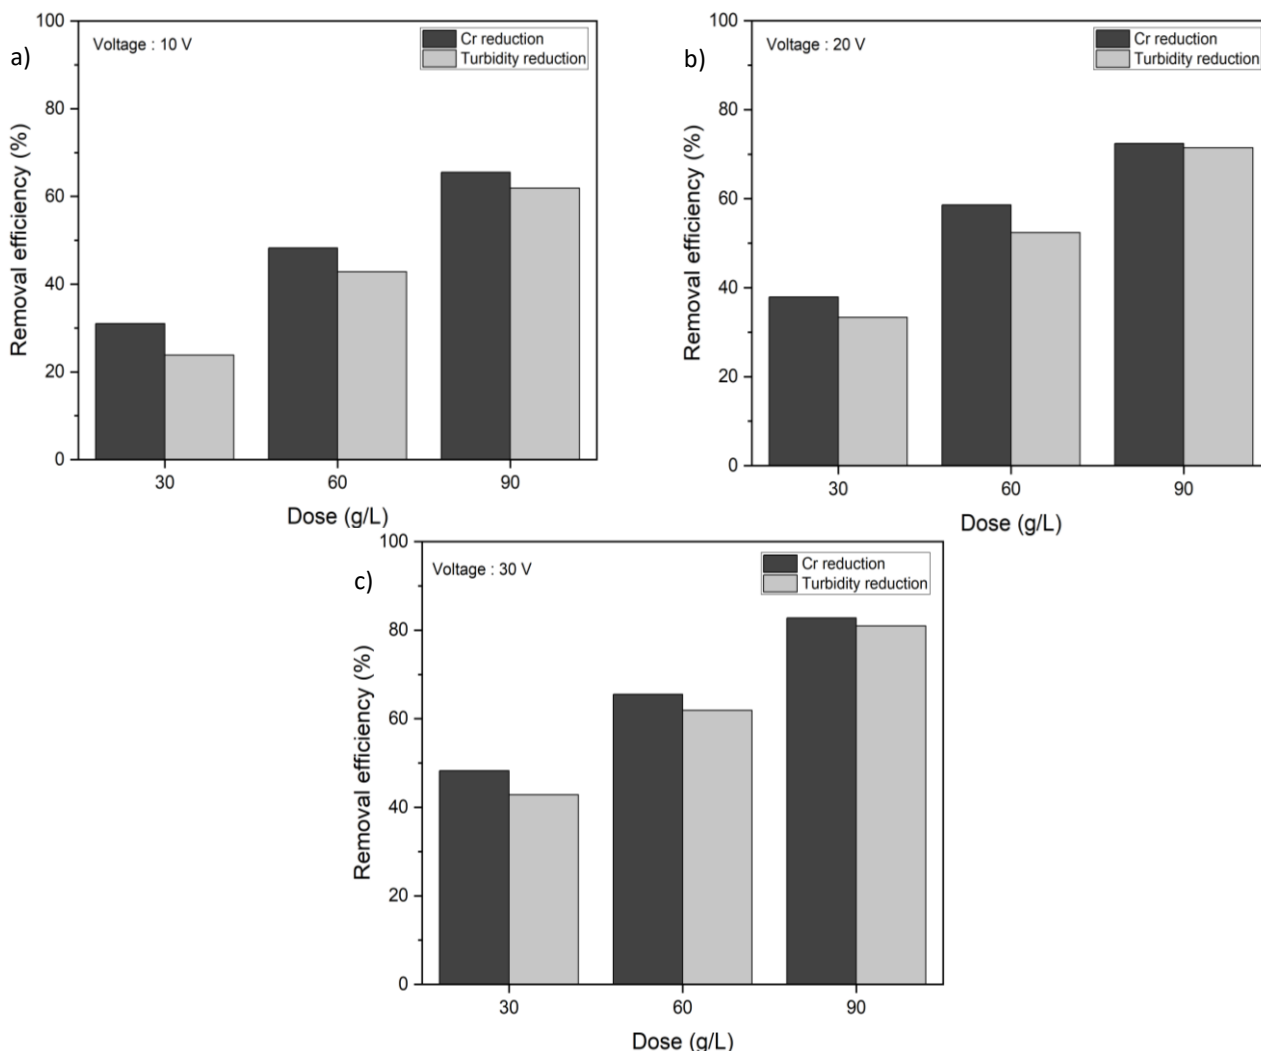 a)
Voltage : 10 V
Cr reduction
Turbidity reduction
Removal efficiency (%)
100
80
60
40
20
0
30 60 90
Dose (g/L)
b)
Voltage : 20 V
Cr reduction
Turbidity reduction
Removal efficiency (%)
100
80
60
40
20
0
30 60 90
Dose (g/L)
c)
Voltage : 30 V
Cr reduction
Turbidity reduction
Removal efficiency (%)
100
80
60
40
20
0
30 60 90
Dose (g/L)